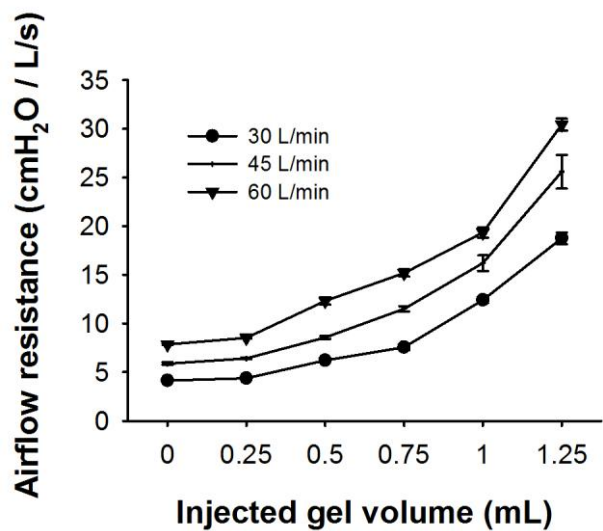 Airflow resistance (cmH₂O / L/s)
35
30
25
20
15
10
5
0
30 L/min
45 L/min
60 L/min
0 0.25 0.5 0.75 1 1.25
Injected gel volume (mL)